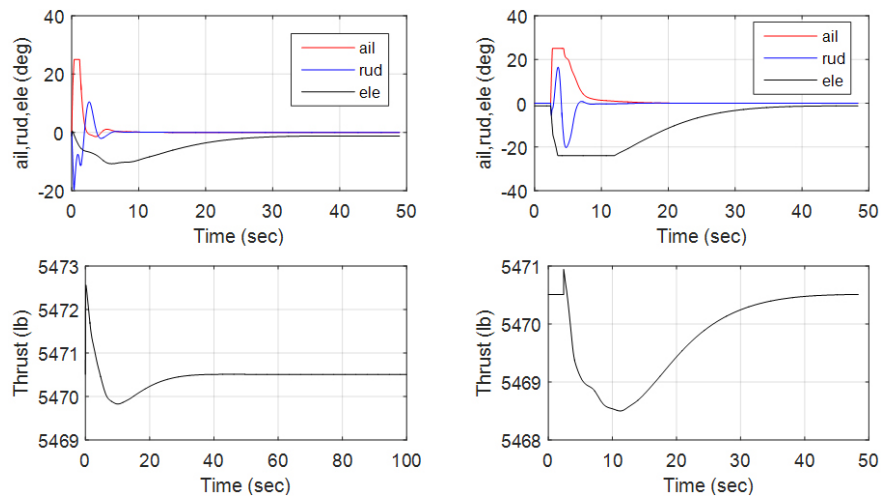 40
20
0
-20
ail,rud,ele (deg)
ail
rud
ele
0 10 20 30 40 50
Time (sec)
40
20
0
-20
-40
ail,rud,ele (deg)
ail
rud
ele
0 10 20 30 40 50
Time (sec)
5473
5472
5471
5470
5469
Thrust (lb)
0 20 40 60 80 100
Time (sec)
5471
5470
5469
5468
Thrust (lb)
0 10 20 30 40 50
Time (sec)